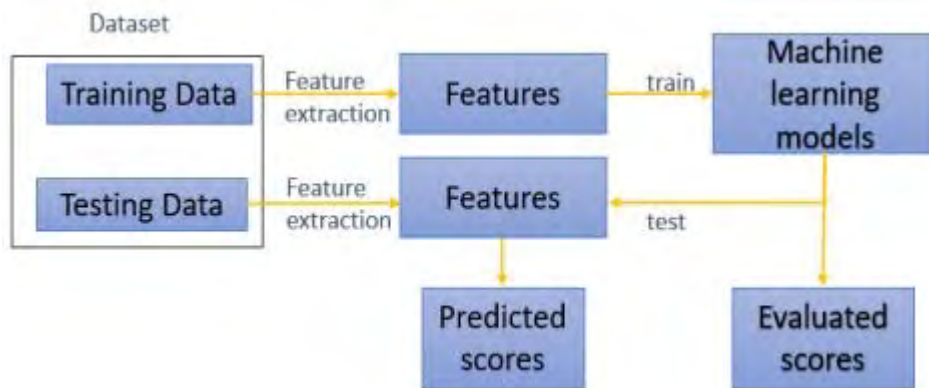 Dataset
Training Data
Feature
extraction
Features
train
Machine
learning
models
Testing Data
Feature
extraction
Features
test
Predicted
scores
Evaluated
scores